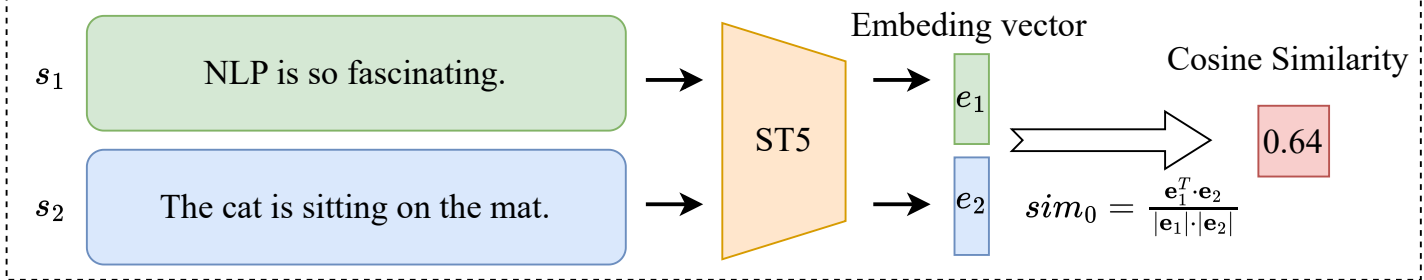 Embeding vector
Cosine Similarity
s₁ NLP is so fascinating.
ST5
e₁
0.64
s₂ The cat is sitting on the mat.
e₂
sim₀ = e₁ᵀ·e₂ / |e₁|·|e₂|